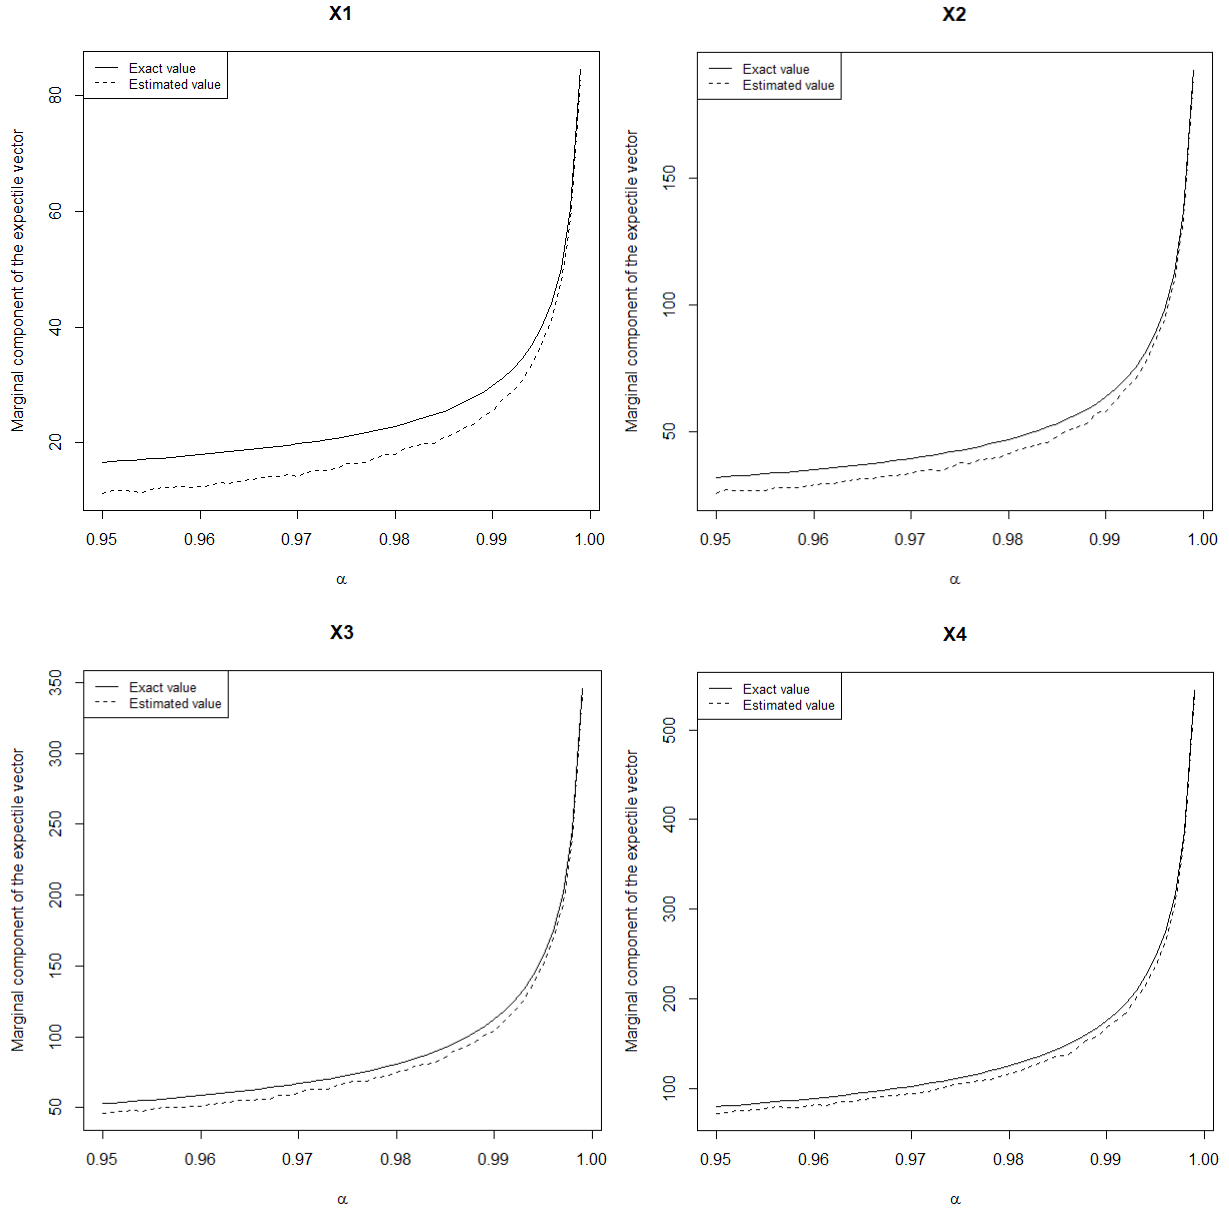 X1
Exact value
Estimated value
Marginal component of the expectile vector
80
60
40
20
0.95 0.96 0.97 0.98 0.99 1.00
α
X2
Exact value
Estimated value
Marginal component of the expectile vector
150
100
50
0.95 0.96 0.97 0.98 0.99 1.00
α
X3
Exact value
Estimated value
Marginal component of the expectile vector
350
300
250
200
150
100
50
0.95 0.96 0.97 0.98 0.99 1.00
α
X4
Exact value
Estimated value
Marginal component of the expectile vector
500
400
300
200
100
0.95 0.96 0.97 0.98 0.99 1.00
α